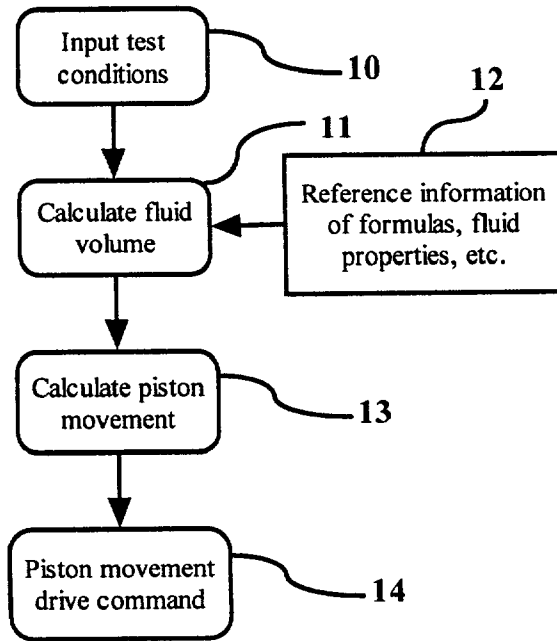 Input test
conditions
10
11
12
Calculate fluid
volume
Reference information
of formulas, fluid
properties, etc.
Calculate piston
movement
13
Piston movement
drive command
14